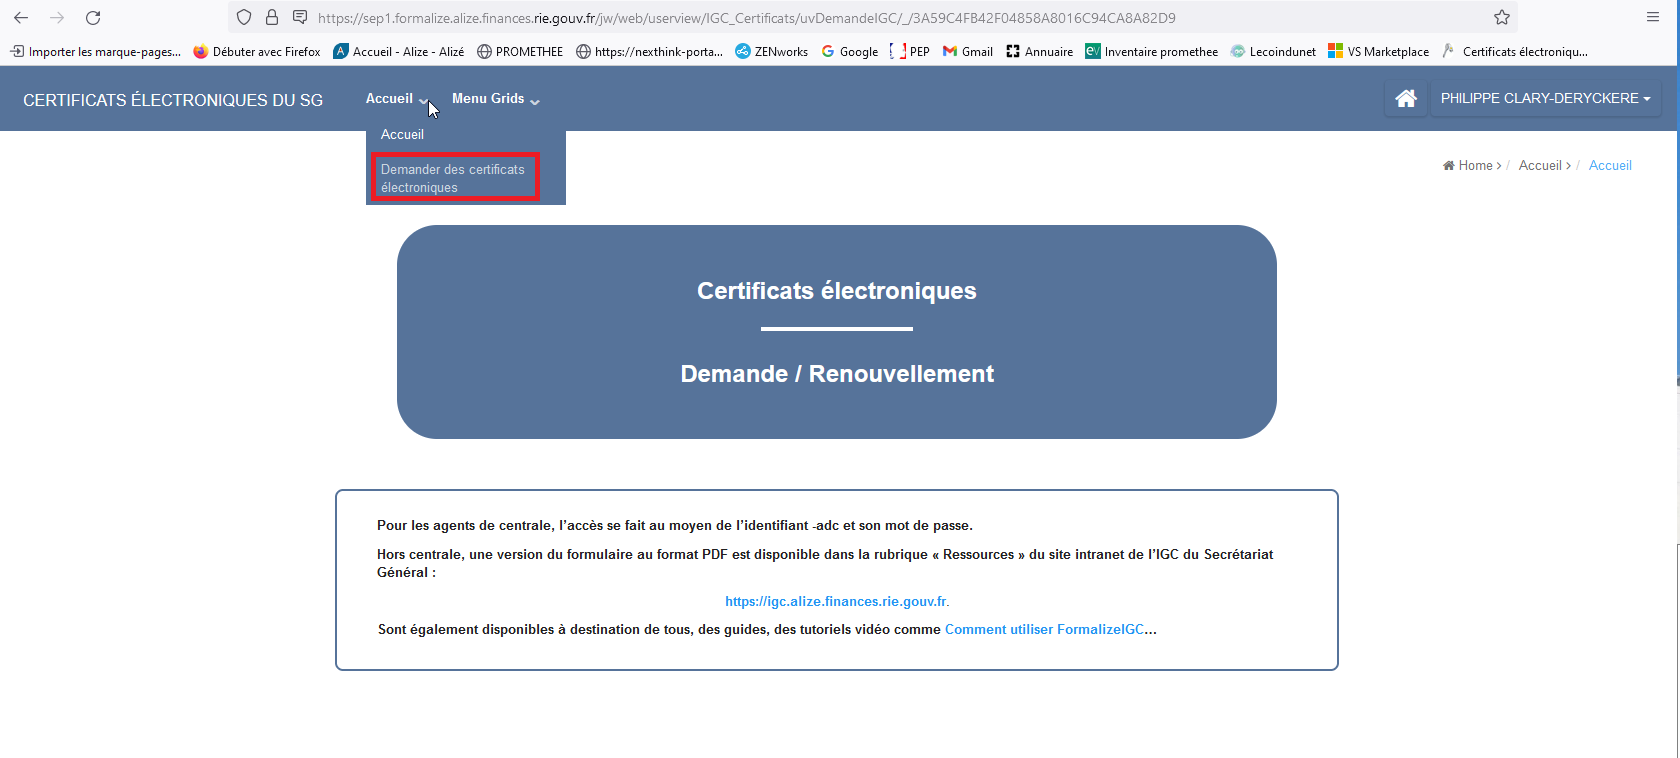 https://sep1.formalize.alize.finances.rie.gouv.fr/jw/web/userview/IGC_Certificats/uvDemandeIGC/_/3A59C4FB42F04858A8016C94CA8A82D9
Importer les marque-pages... Débuter avec Firefox Accueil - Alize - Alizé PROMETHEE https://nexthink-porta... ZENworks Google PEP Gmail Annuaire Inventaire promethee Lecoindunet VS Marketplace Certificats électroniqu...
CERTIFICATS ÉLECTRONIQUES DU SG Accueil Menu Grids PHILIPPE CLARY-DERYCKERE
Accueil
Demander des certificats
électroniques
Home > / Accueil > / Accueil
Certificats électroniques
Demande / Renouvellement
Pour les agents de centrale, l’accès se fait au moyen de l’identifiant -adc et son mot de passe.
Hors centrale, une version du formulaire au format PDF est disponible dans la rubrique « Ressources » du site intranet de l’IGC du Secrétariat
Général :
https://igc.alize.finances.rie.gouv.fr.
Sont également disponibles à destination de tous, des guides, des tutoriels vidéo comme Comment utiliser FormalizeIGC...